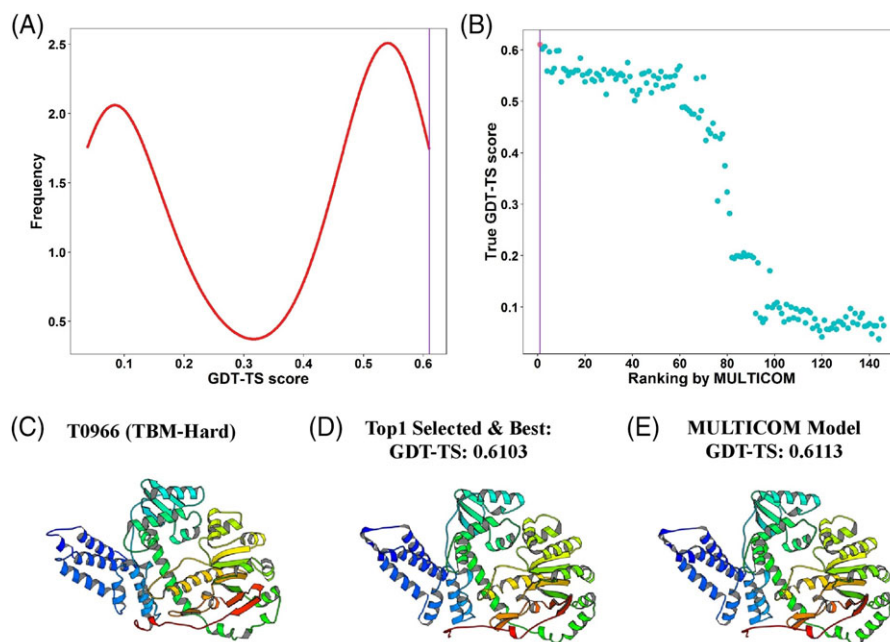 (A)
2.5
2.0
1.5
1.0
0.5
Frequency
0.1
0.2
0.3
0.4
0.5
0.6
GDT-TS score
(B)
0.6
0.5
0.4
0.3
0.2
0.1
True GDT-TS score
0
20
40
60
80
100
120
140
Ranking by MULTICOM
(C)
T0966 (TBM-Hard)
(D)
Top1 Selected & Best:
GDT-TS: 0.6103
(E)
MULTICOM Model
GDT-TS: 0.6113